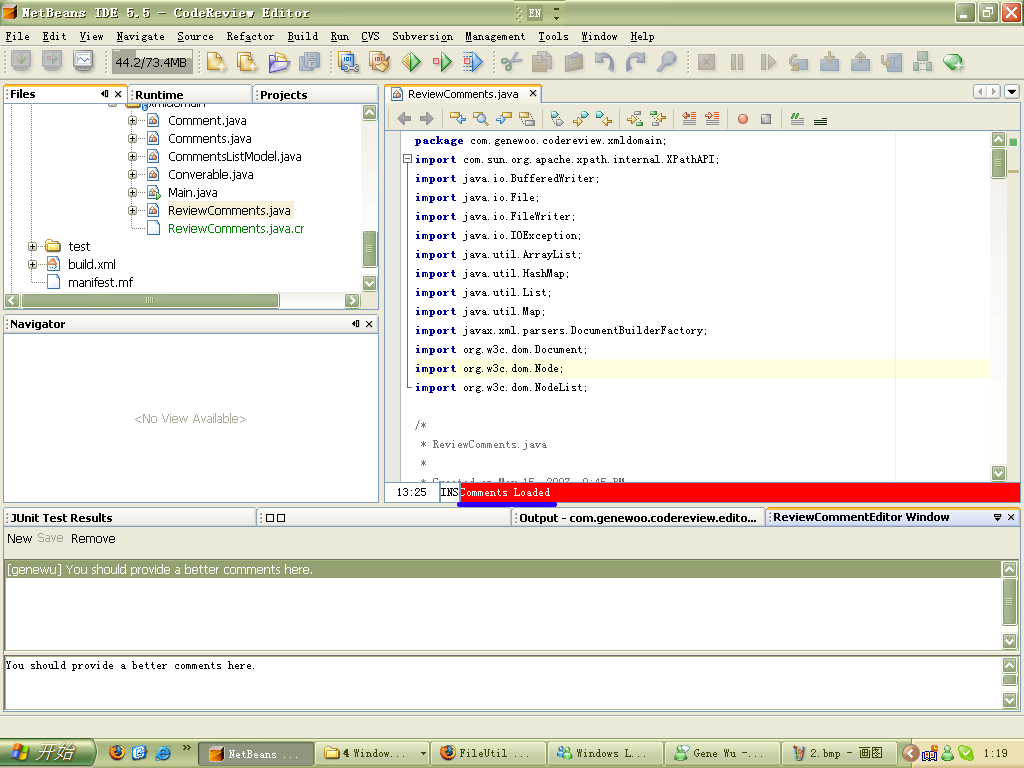 NetBeans IDE 5.5 - CodeReview Editor
EN
File Edit View Navigate Source Refactor Build Run CVS Subversion Management Tools Window Help
44.2/73.4MB
Files
Runtime
Projects
Comment.java
Comments.java
CommentsListModel.java
Converable.java
Main.java
ReviewComments.java
ReviewComments.java.cr
test
build.xml
manifest.mf
Navigator
<No View Available>
ReviewComments.java
package com.genewoo.codereview.xmldomain;
import com.sun.org.apache.xpath.internal.XPathAPI;
import java.io.BufferedWriter;
import java.io.File;
import java.io.FileWriter;
import java.io.IOException;
import java.util.ArrayList;
import java.util.HashMap;
import java.util.List;
import java.util.Map;
import javax.xml.parsers.DocumentBuilderFactory;
import org.w3c.dom.Document;
import org.w3c.dom.Node;
import org.w3c.dom.NodeList;
/*
* ReviewComments.java
*
13:25 INS Comments Loaded
JUnit Test Results
Output - com.genewoo.codereview.edito...
ReviewCommentEditor Window
New Save Remove
[genewu] You should provide a better comments here.
You should provide a better comments here.
开始
NetBeans ...
4 Window...
FileUtil ...
Windows L...
Gene Wu -...
2.bmp - 画图
1:19